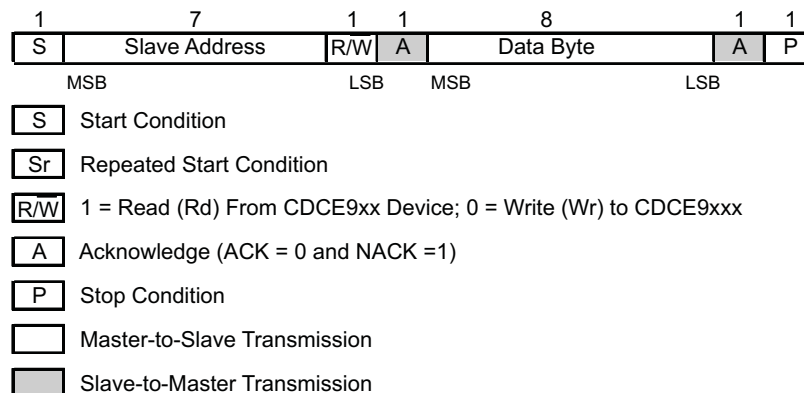 1 7 1 1 8 1 1
S Slave Address R/W̅ A Data Byte A P
MSB LSB MSB LSB
S Start Condition
Sr Repeated Start Condition
R/W̅ 1 = Read (Rd) From CDCE9xx Device; 0 = Write (Wr) to CDCE9xxx
A Acknowledge (ACK = 0 and NACK =1)
P Stop Condition
Master-to-Slave Transmission
Slave-to-Master Transmission